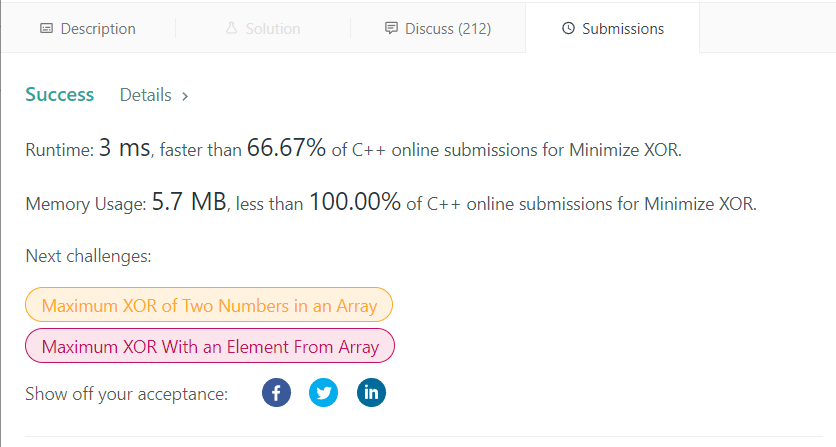 Description Solution Discuss (212) Submissions
Success Details >
Runtime: 3 ms, faster than 66.67% of C++ online submissions for Minimize XOR.
Memory Usage: 5.7 MB, less than 100.00% of C++ online submissions for Minimize XOR.
Next challenges:
Maximum XOR of Two Numbers in an Array
Maximum XOR With an Element From Array
Show off your acceptance: f in